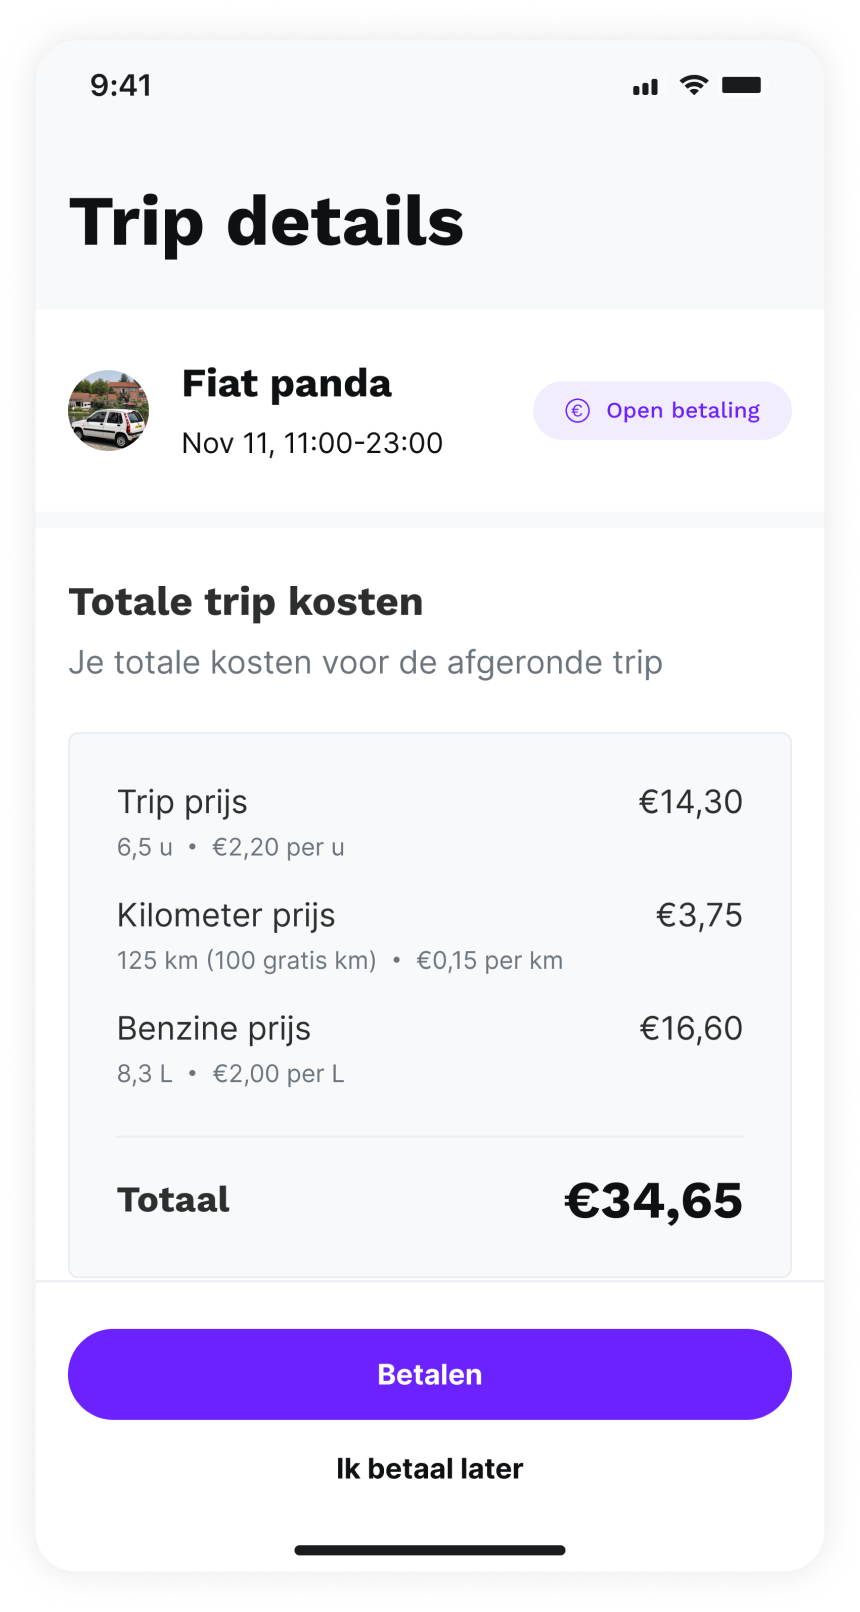 9:41
Trip details
Fiat panda
Nov 11, 11:00-23:00
Open betaling
Totale trip kosten
Je totale kosten voor de afgeronde trip
Trip prijs €14,30
6,5 u • €2,20 per u
Kilometer prijs €3,75
125 km (100 gratis km) • €0,15 per km
Benzine prijs €16,60
8,3 L • €2,00 per L
Totaal €34,65
Betalen
Ik betaal later